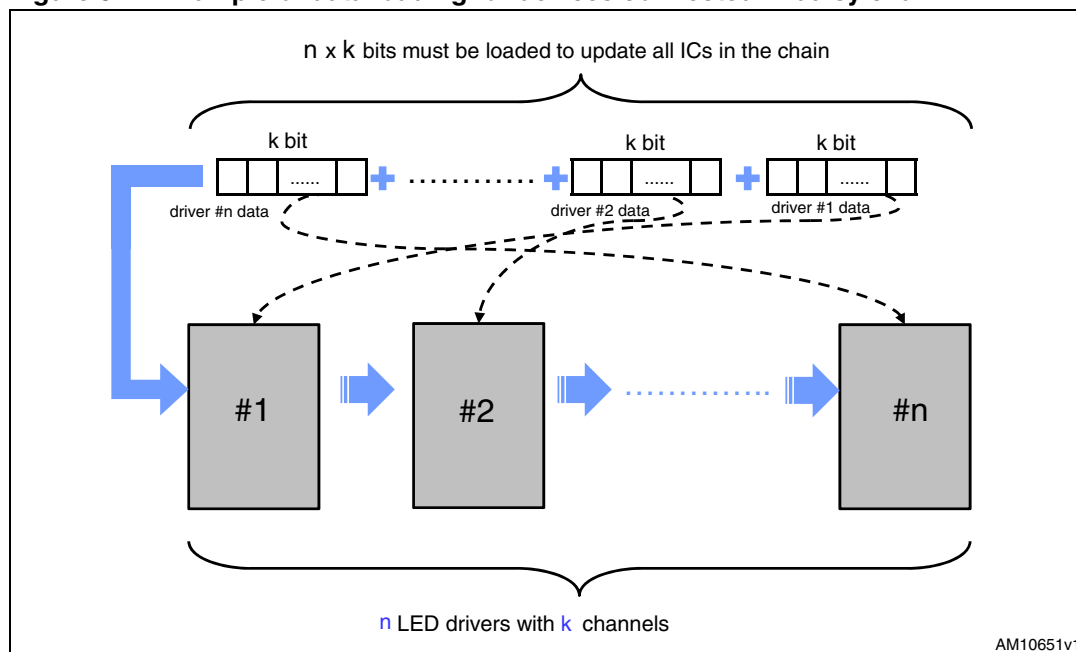 n x k bits must be loaded to update all ICs in the chain
k bit k bit k bit
...... ............ ...... ......
driver #n data driver #2 data driver #1 data
#1 #2 .............. #n
n LED drivers with k channels
AM10651v1